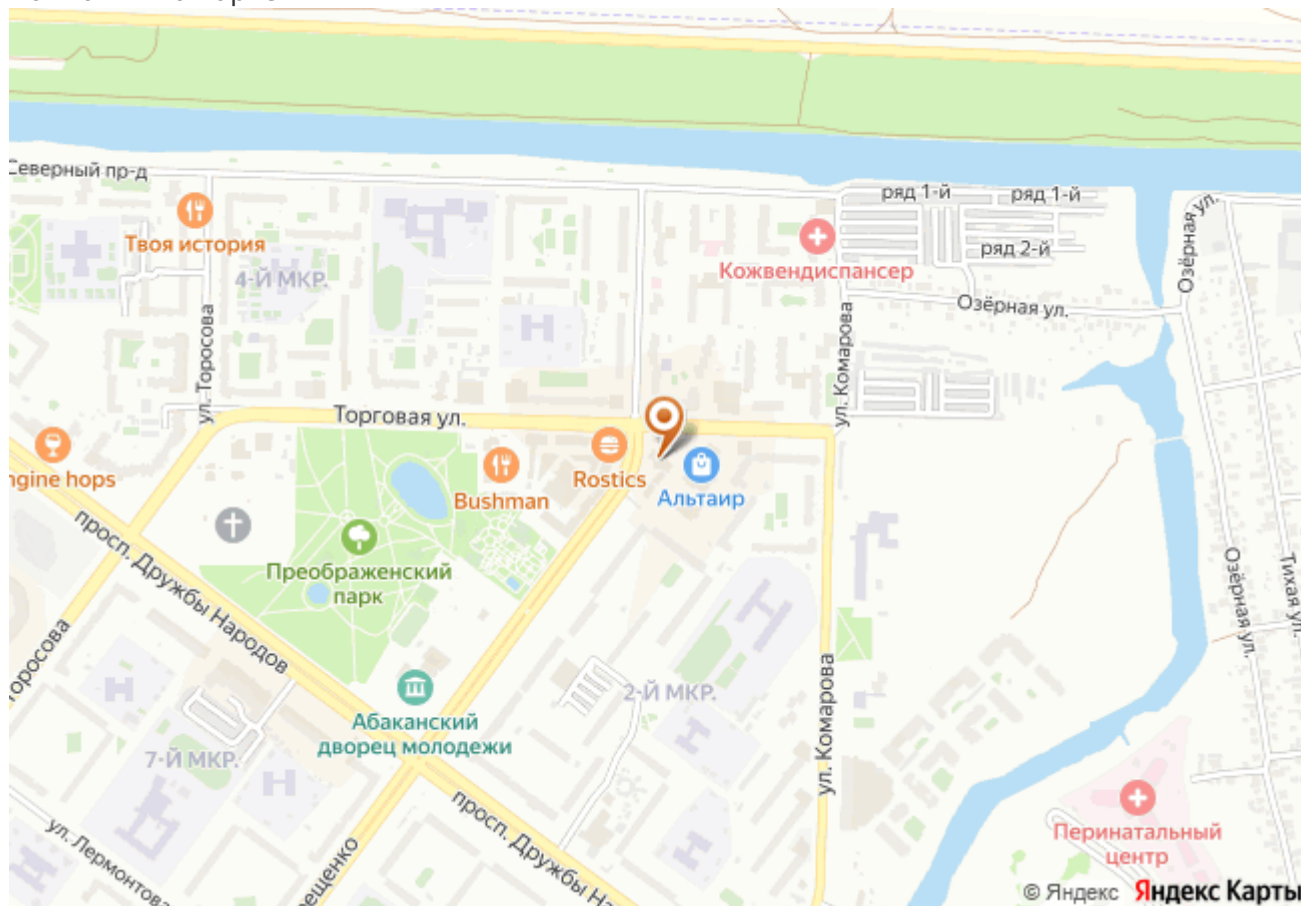 Северный пр-д
ряд 1-й
ряд 1-й
Озёрная ул.
Твоя история
ряд 2-й
Кожвендиспансер
4-Й МКР.
Озёрная ул.
ул. Торосова
ул. Комарова
Торговая ул.
ngine hops
Rostics
Bushman
Альтаир
просп. Дружбы Народов
Преображенский
парк
Озёрная ул.
Тихая ул.
2-Й МКР.
Абаканский
дворец молодежи
ул. Комарова
7-Й МКР.
просп. Дружбы На
ул. Лермонтова
Перинатальный
центр
© Яндекс Яндекс Карты